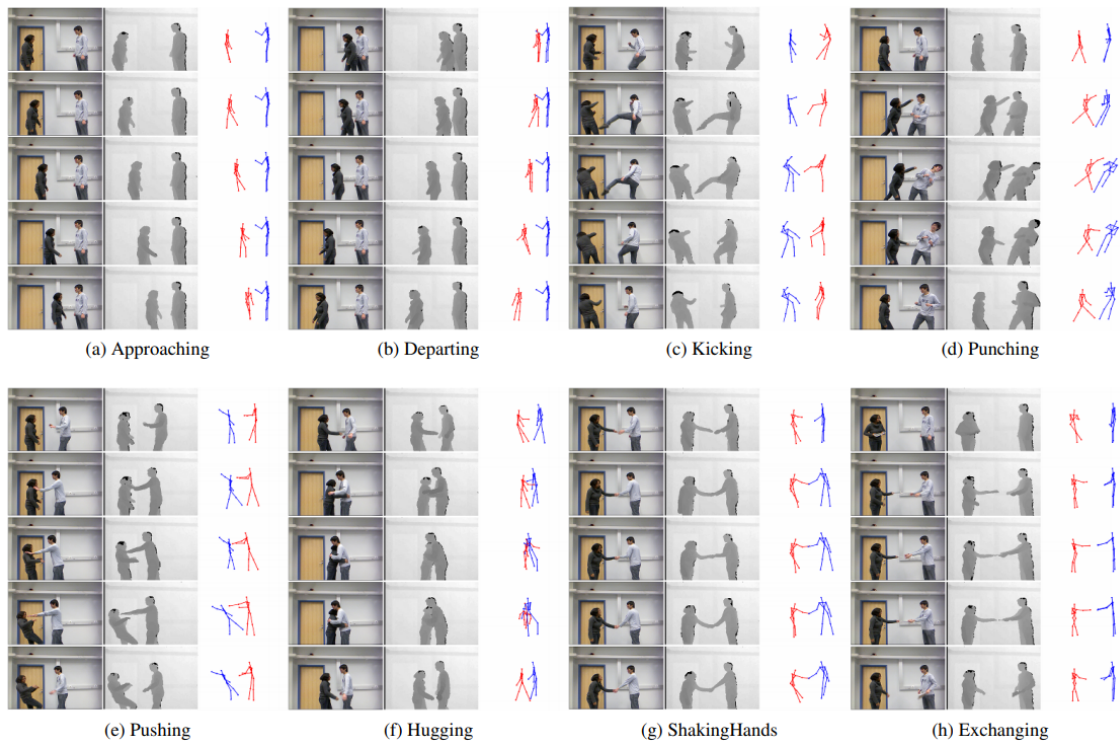 (a) Approaching
(b) Departing
(c) Kicking
(d) Punching
(e) Pushing
(f) Hugging
(g) ShakingHands
(h) Exchanging